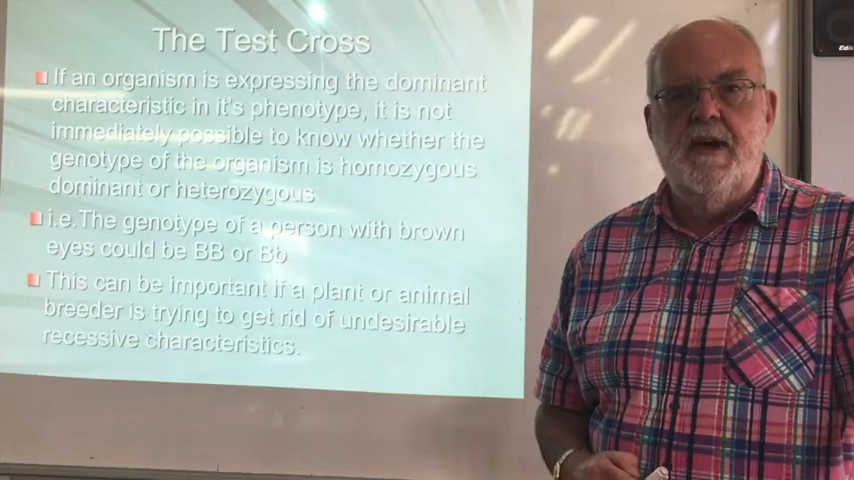 The Test Cross
If an organism is expressing the dominant
characteristic in it's phenotype, it is not
immediately possible to know whether the
genotype of the organism is homozygous
dominant or heterozygous
i.e.The genotype of a person with brown
eyes could be BB or Bb
This can be important if a plant or animal
breeder is trying to get rid of undesirable
recessive characteristics.